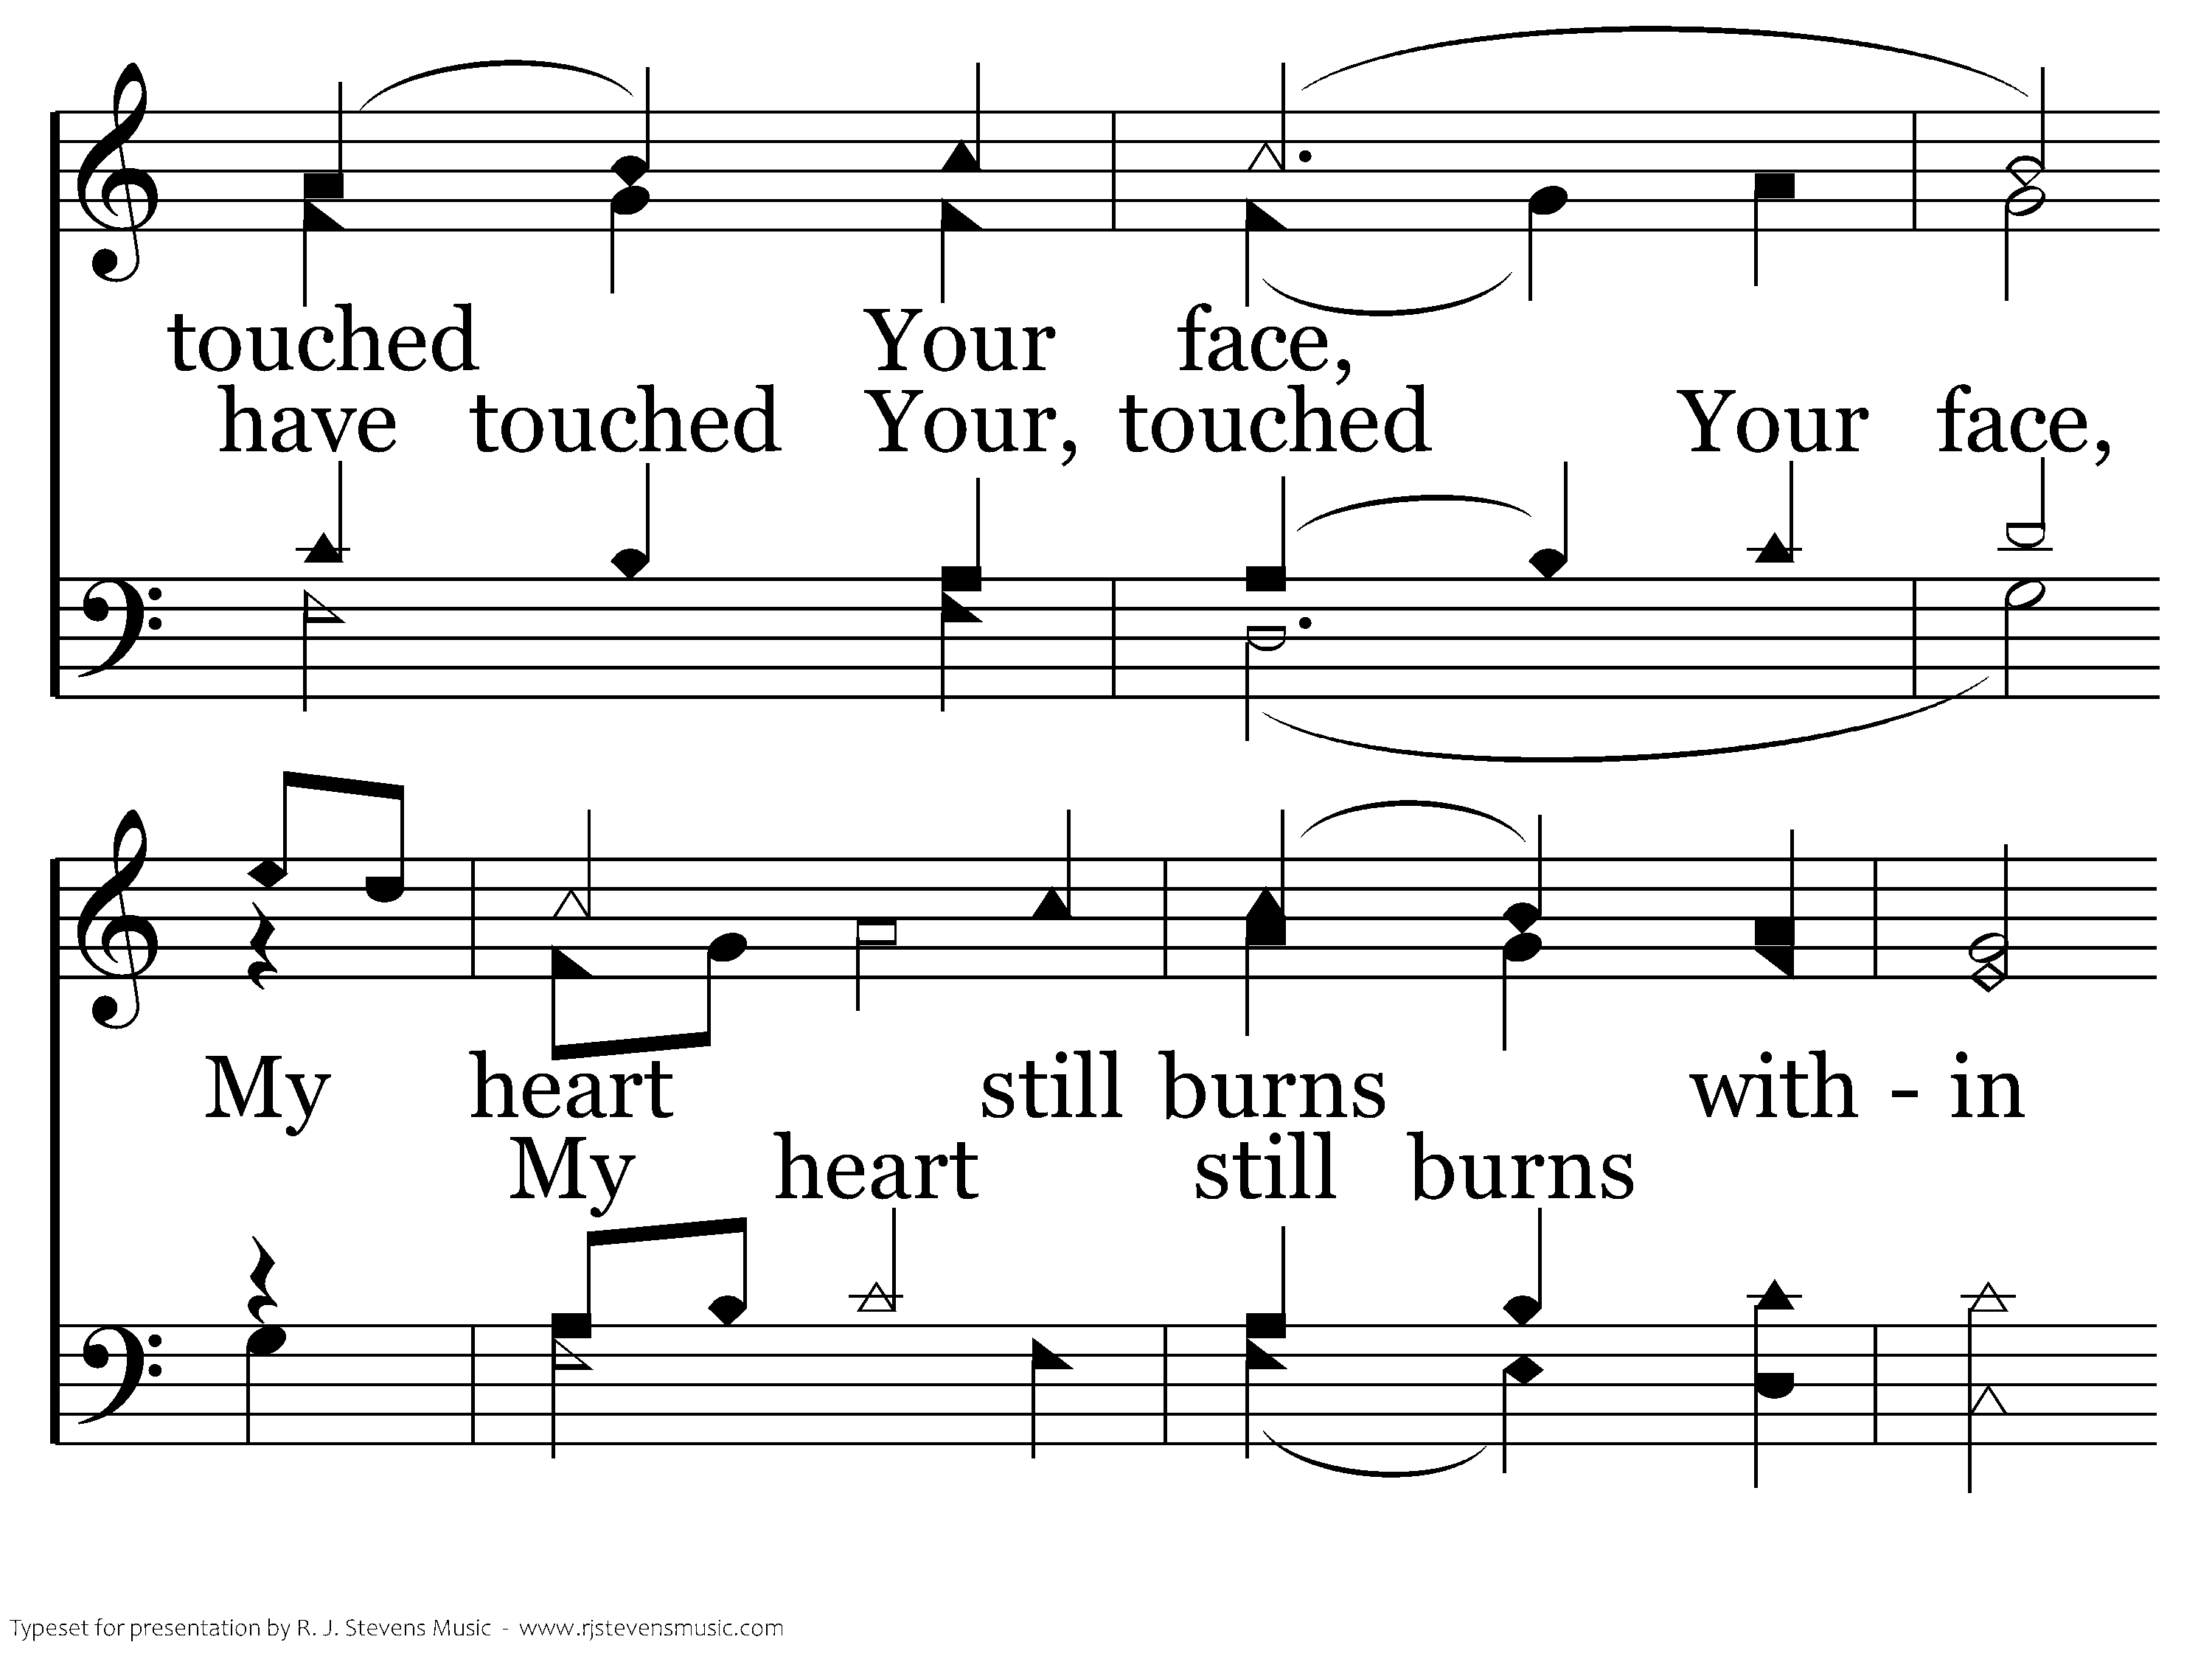 touched Your face,
have touched Your, touched Your face,
My heart still burns with - in
My heart still burns
Typeset for presentation by R. J. Stevens Music - www.rjstevensmusic.com